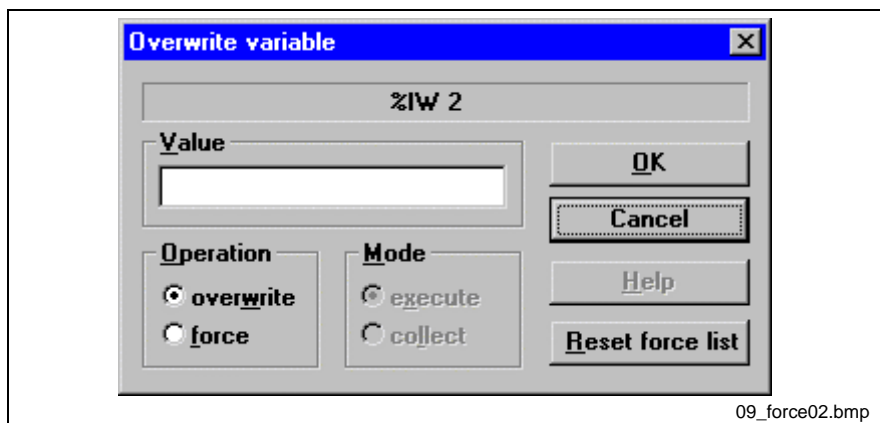 Overwrite variable
%IW 2
Value
OK
Cancel
Operation
Mode
overwrite
execute
Help
force
collect
Reset force list
09_force02.bmp